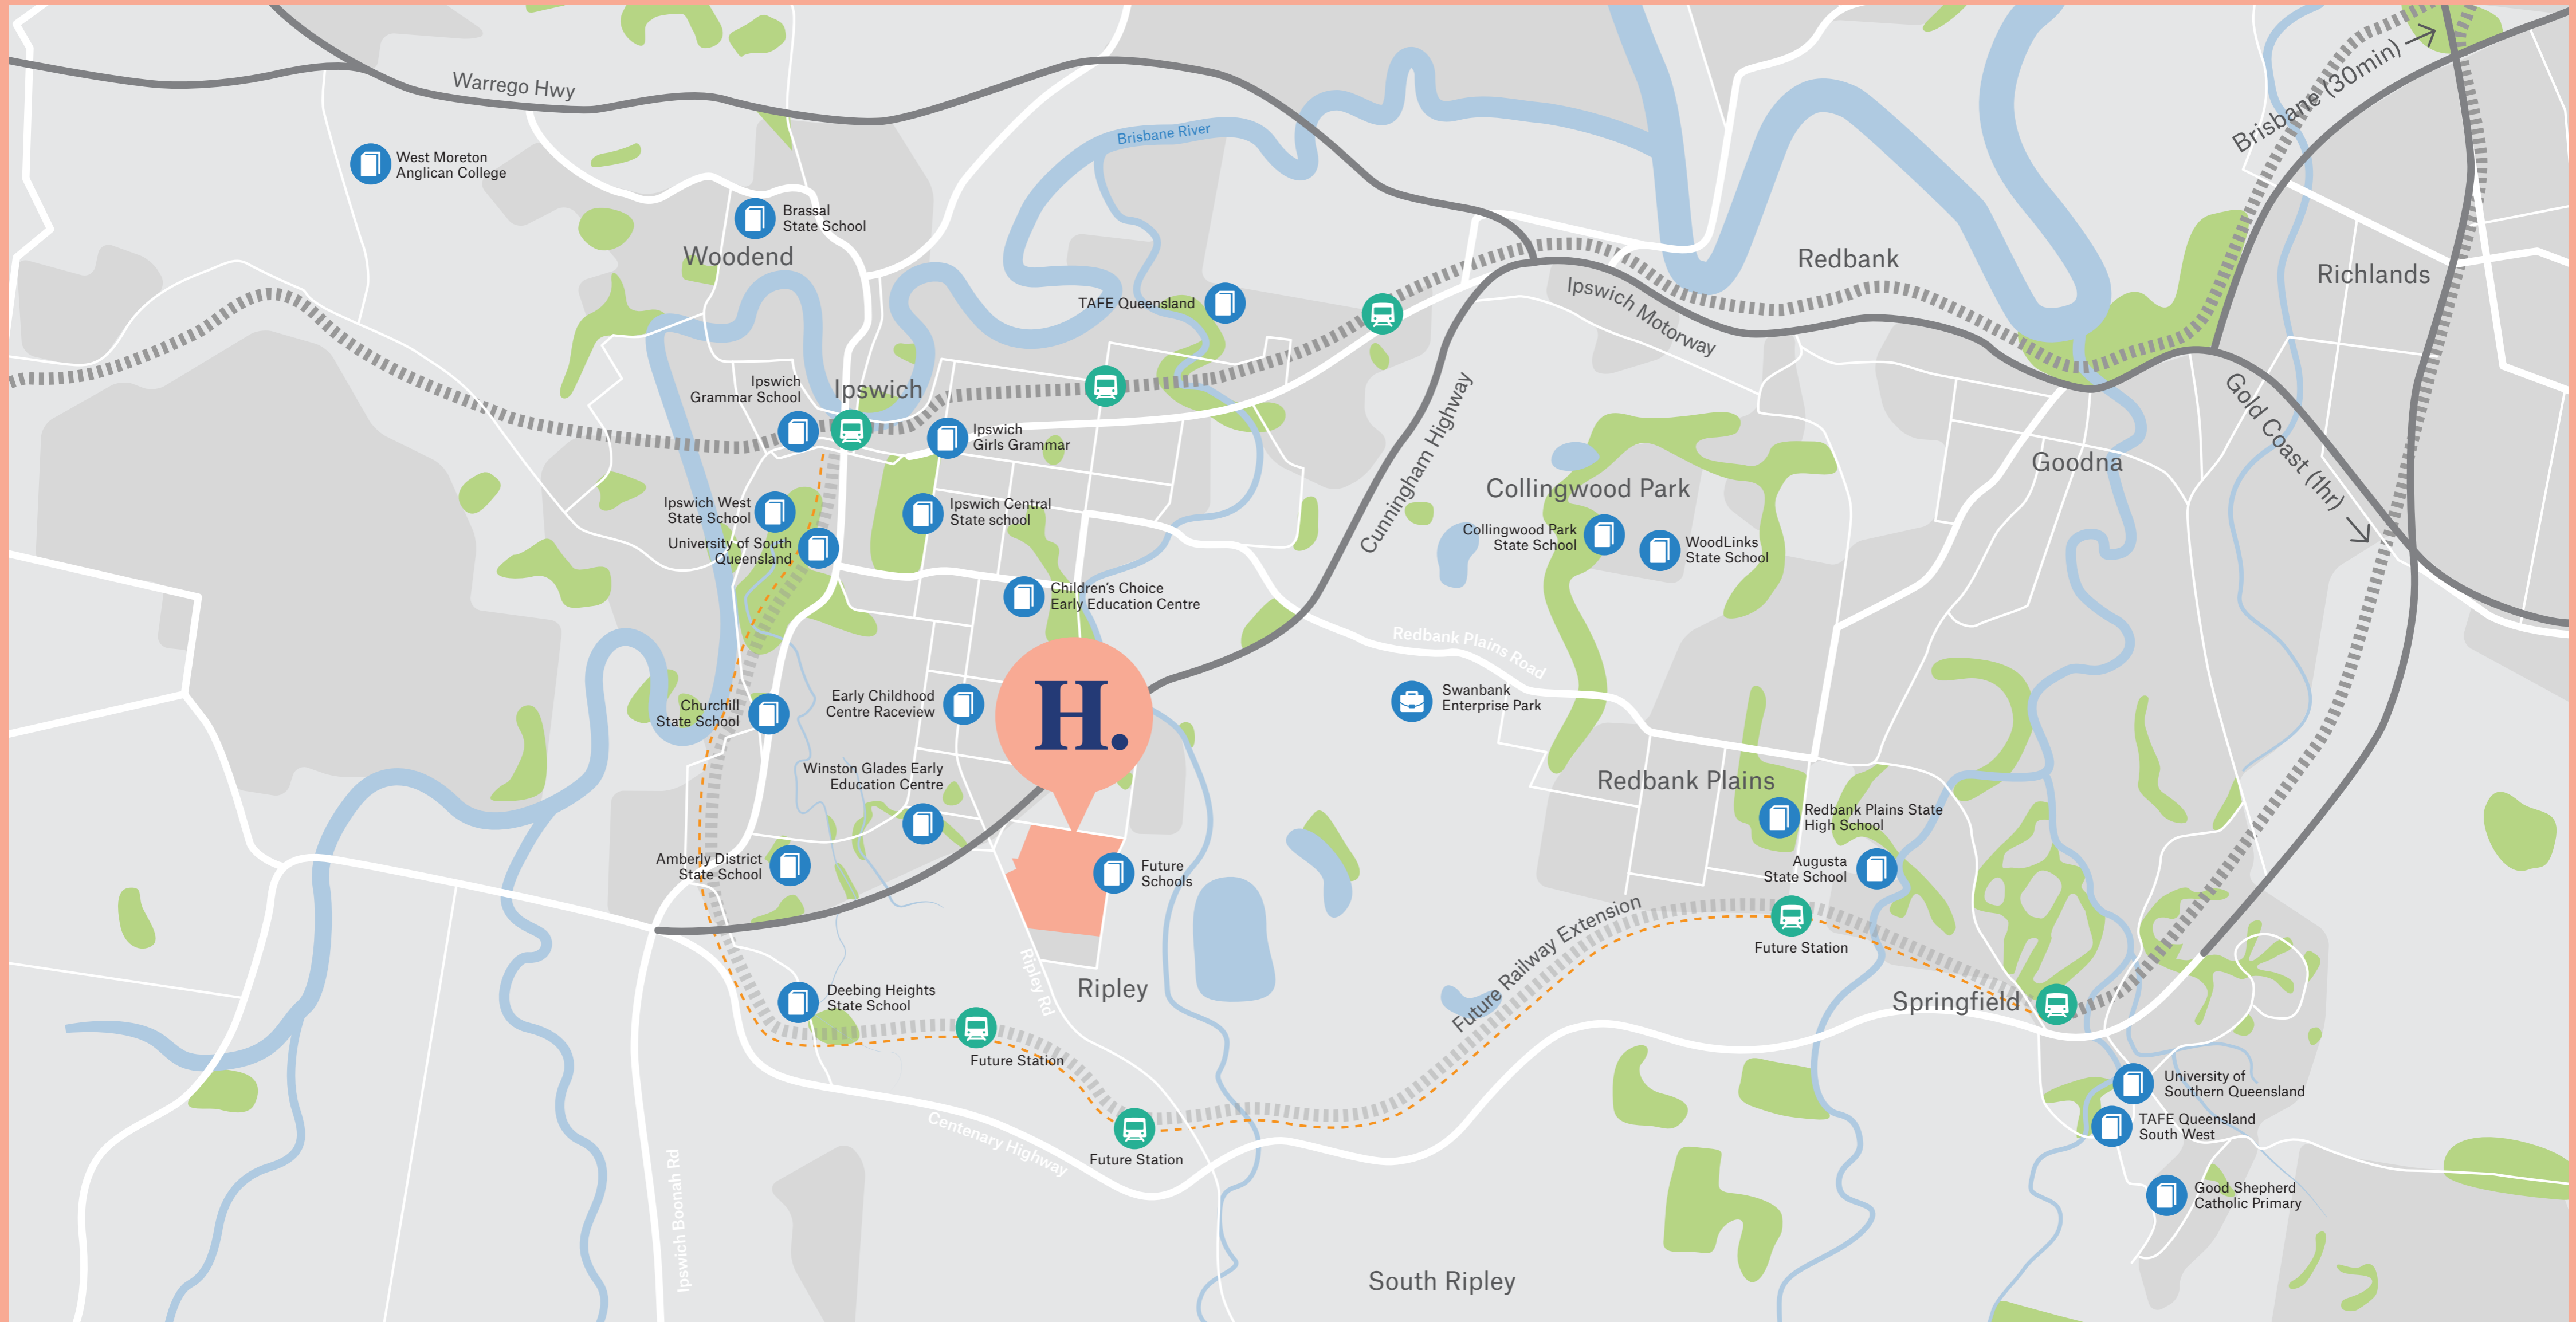 Warrego Hwy
Brisbane River
Brisbane (30min)
West Moreton
Anglican College
Brassal
State School
Woodend
TAFE Queensland
Redbank
Richlands
Ipswich Motorway
Ipswich
Grammar School
Ipswich
Ipswich
Girls Grammar
Cunningham Highway
Gold Coast (1hr)
Goodna
Collingwood Park
Collingwood Park
State School
WoodLinks
State School
Ipswich West
State School
Ipswich Central
State school
University of South
Queensland
Children's Choice
Early Education Centre
Redbank Plains Road
H.
Swanbank
Enterprise Park
Early Childhood
Centre Raceview
Churchill
State School
Winston Glades Early
Education Centre
Redbank Plains
Redbank Plains State
High School
Amberly District
State School
Future
Schools
Augusta
State School
Future Railway Extension
Future Station
Ripley Rd
Ripley
Deebing Heights
State School
Springfield
Future Station
Centenary Highway
Future Station
Ipswich Boonah Rd
University of
Southern Queensland
TAFE Queensland
South West
Good Shepherd
Catholic Primary
South Ripley